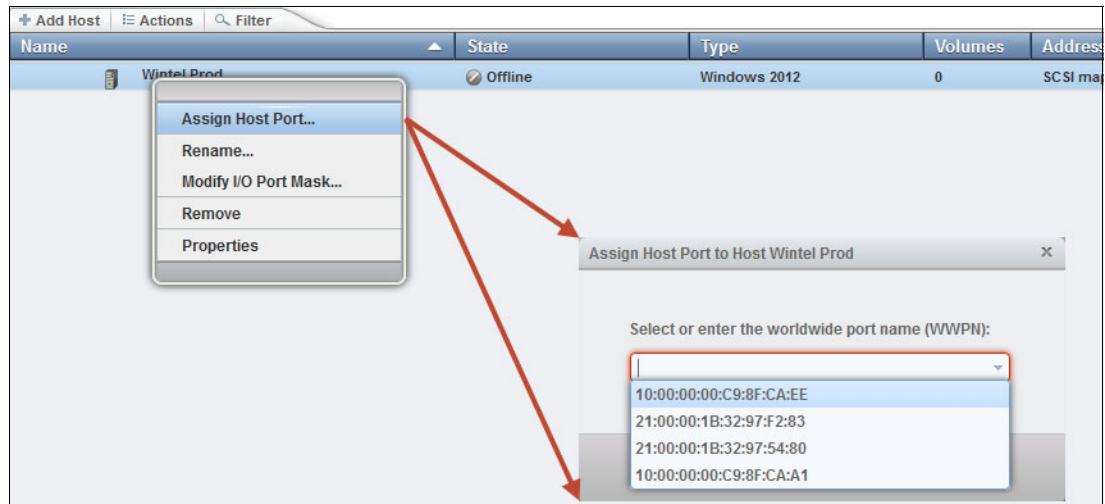 Add Host Actions Filter
Name State Type Volumes Addres
Wintel Prod Offline Windows 2012 0 SCSI map
Assign Host Port...
Rename...
Modify I/O Port Mask...
Remove
Properties
Assign Host Port to Host Wintel Prod x
Select or enter the worldwide port name (WWPN):
10:00:00:00:C9:8F:CA:EE
21:00:00:1B:32:97:F2:83
21:00:00:1B:32:97:54:80
10:00:00:00:C9:8F:CA:A1